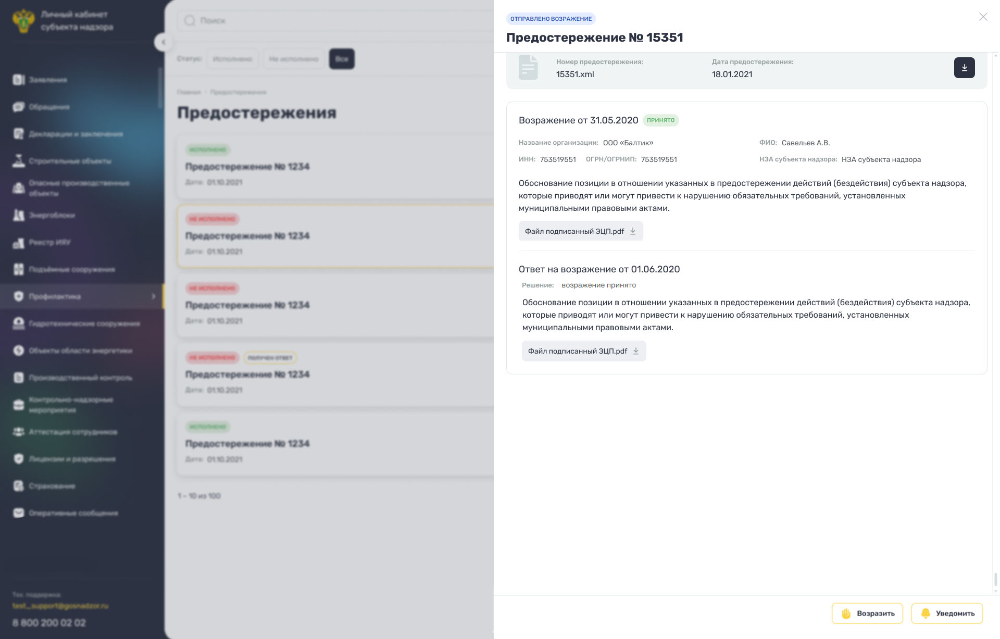 Личный кабинет
субъекта надзора
Поиск
Статус:
Исполнено
Не исполнено
Все
Заявления
Обращения
Декларации и заключения
Строительные объекты
Опасные производственные
объекты
Энергоблоки
Реестр ИЯУ
Подъёмные сооружения
Профилактика
Гидротехнические сооружения
Объекты области энергетики
Производственный контроль
Контрольно-надзорные
мероприятия
Аттестация сотрудников
Лицензии и разрешения
Страхование
Оперативные сообщения
Тех. поддержка:
test_support@gosnadzor.ru
8 800 200 02 02
Главная - Предостережения
Предостережения
ИСПОЛНЕНО
Предостережение № 1234
Дата: 01.10.2021
НЕ ИСПОЛНЕНО
Предостережение № 1234
Дата: 01.10.2021
НЕ ИСПОЛНЕНО
Предостережение № 1234
Дата: 01.10.2021
НЕ ИСПОЛНЕНО ПОЛУЧЕН ОТВЕТ
Предостережение № 1234
Дата: 01.10.2021
ИСПОЛНЕНО
Предостережение № 1234
Дата: 01.10.2021
1 – 10 из 100
ОТПРАВЛЕНО ВОЗРАЖЕНИЕ
Предостережение № 15351
Номер предостережения:
15351.xml
Дата предостережения:
18.01.2021
Возражение от 31.05.2020 ПРИНЯТО
Название организации: ООО «Балтик»
ФИО: Савельев А.В.
ИНН: 753519551 ОГРН/ОГРНИП: 753519551
НЗА субъекта надзора: НЗА субъекта надзора
Обоснование позиции в отношении указанных в предостережении действий (бездействия) субъекта надзора,
которые приводят или могут привести к нарушению обязательных требований, установленных
муниципальными правовыми актами.
Файл подписанный ЭЦП.pdf
Ответ на возражение от 01.06.2020
Решение: возражение принято
Обоснование позиции в отношении указанных в предостережении действий (бездействия) субъекта надзора,
которые приводят или могут привести к нарушению обязательных требований, установленных
муниципальными правовыми актами.
Файл подписанный ЭЦП.pdf
Возразить
Уведомить